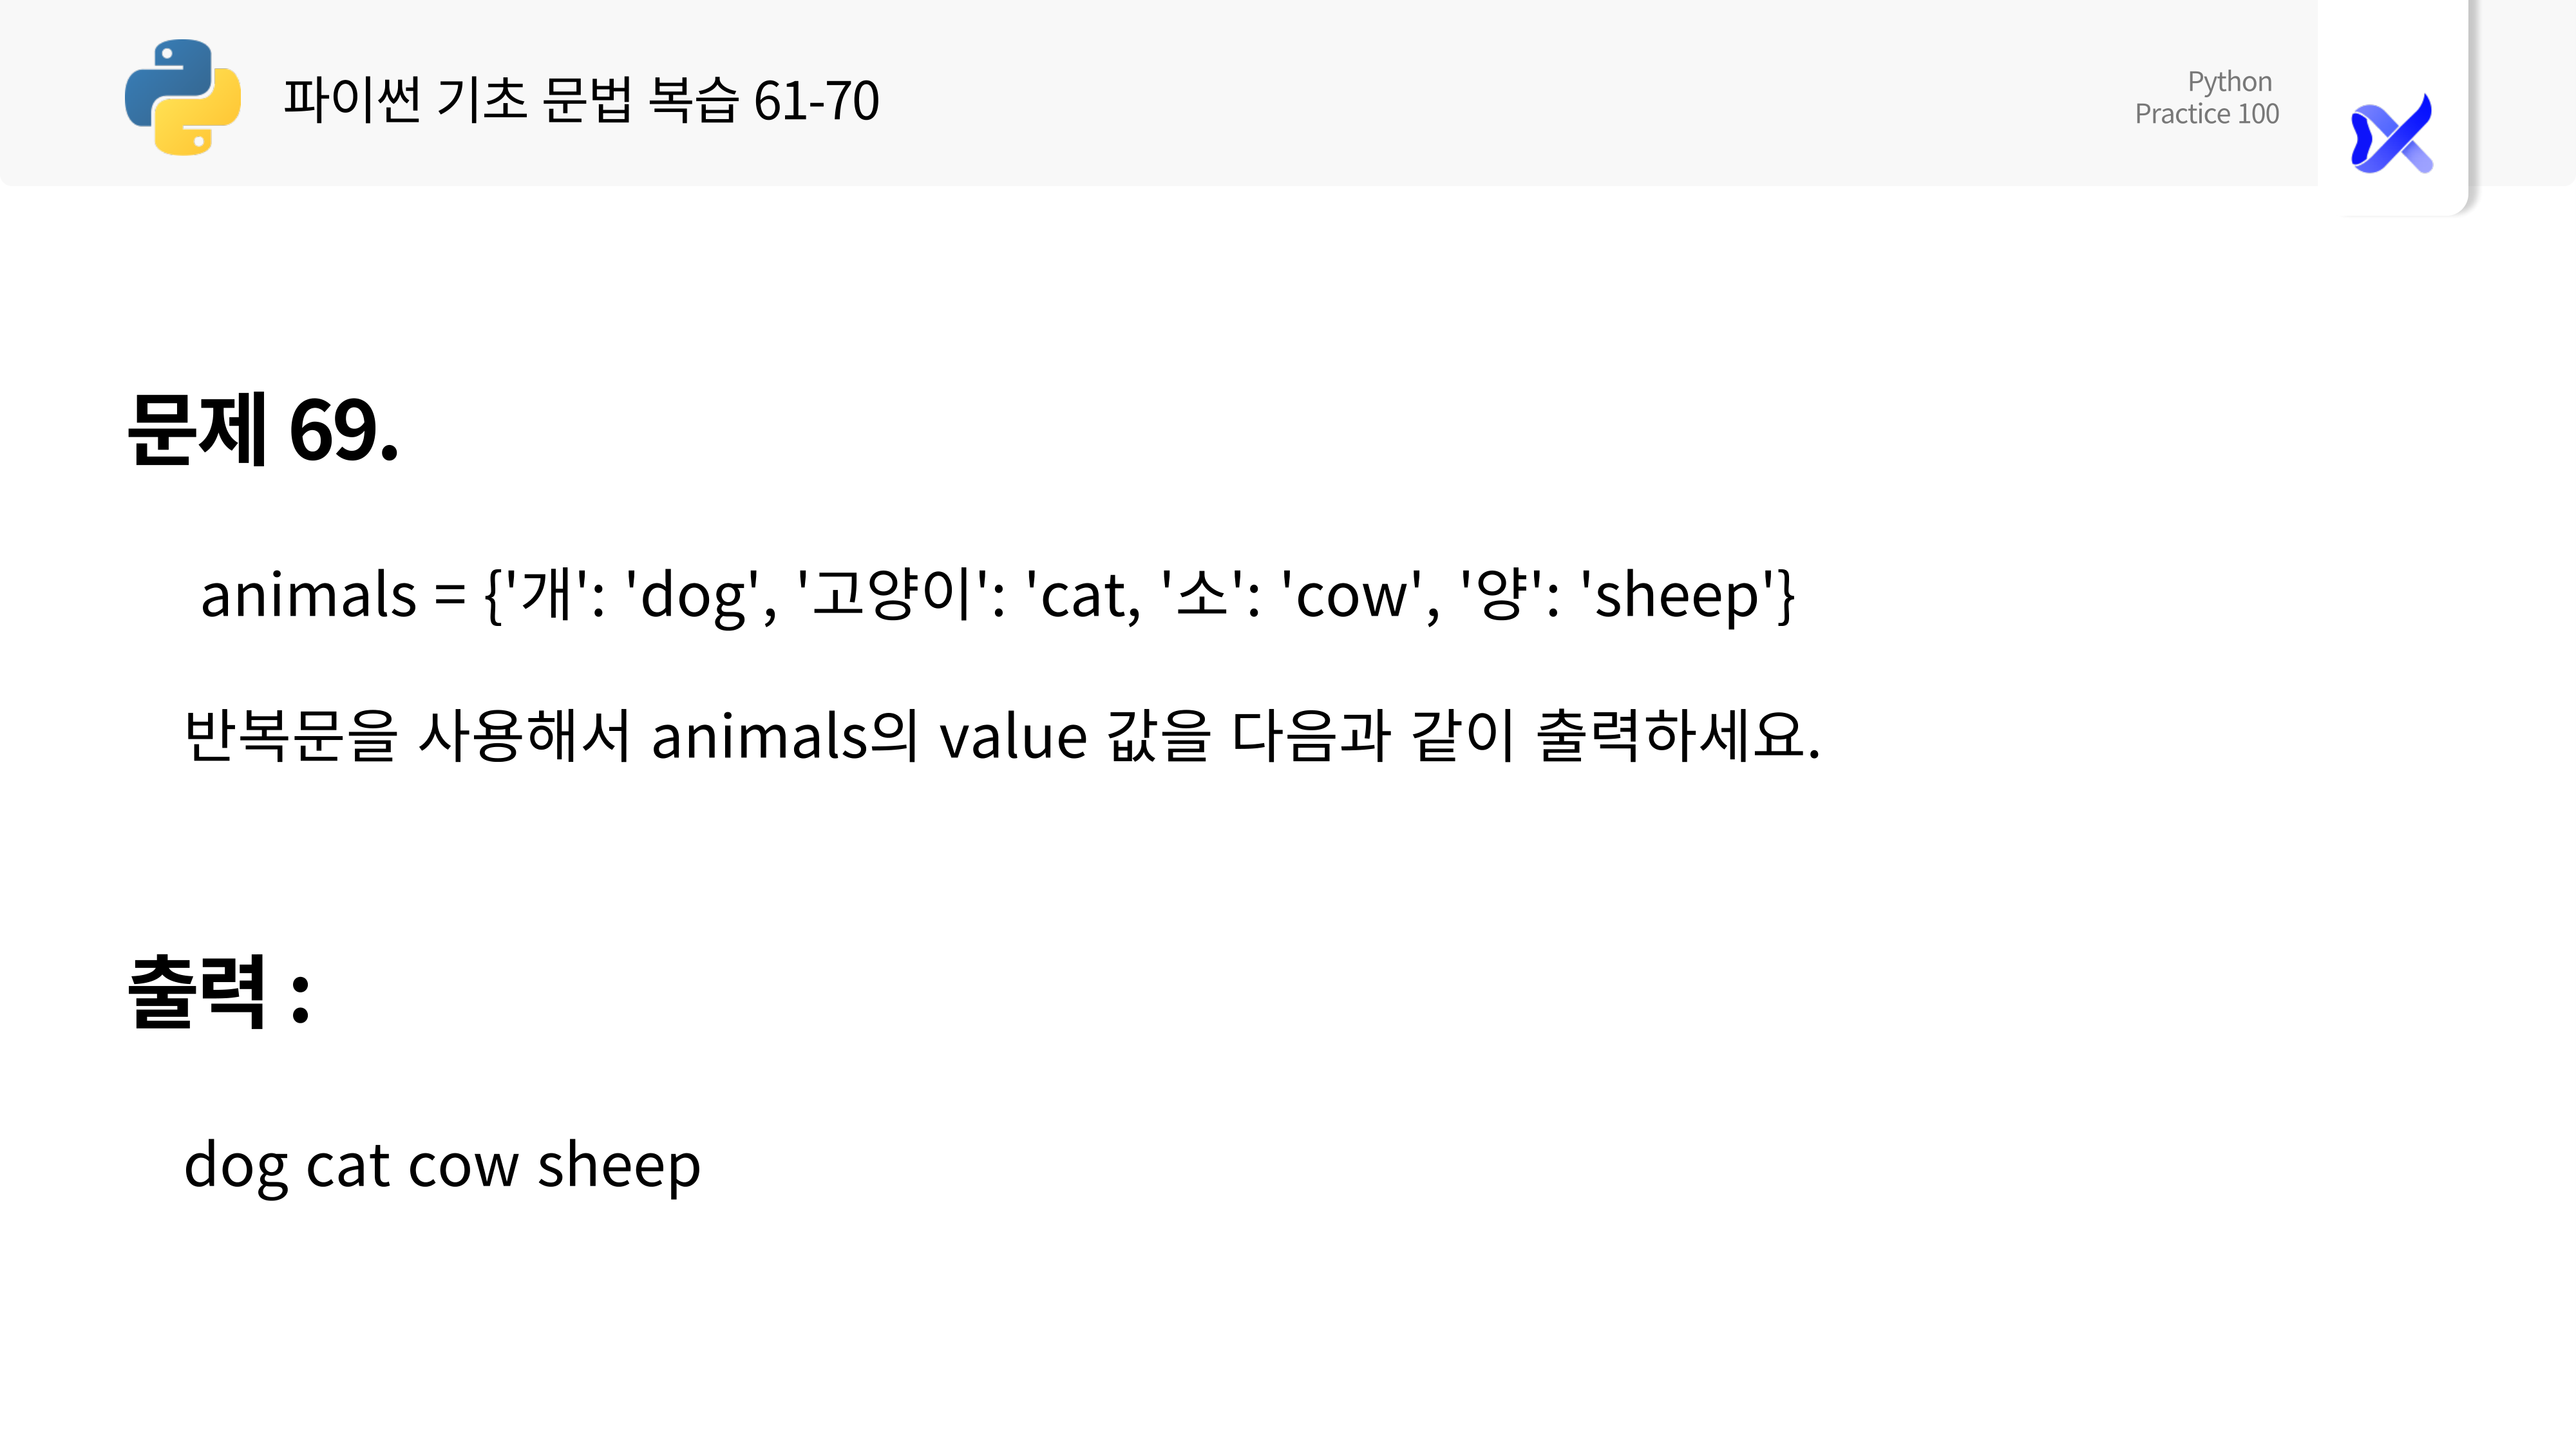 파이썬 기초 문법 복습 61-70
Python
Practice 100
문제 69.
animals = {'개': 'dog', '고양이': 'cat, '소': 'cow', '양': 'sheep'}
반복문을 사용해서 animals의 value 값을 다음과 같이 출력하세요.
출력 :
dog cat cow sheep